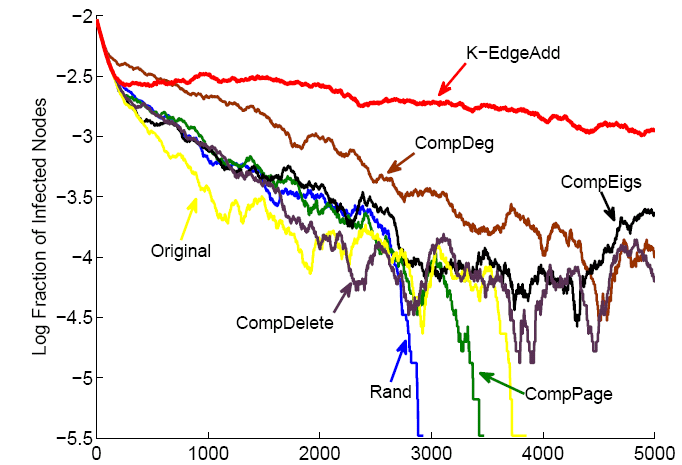 −2
K−EdgeAdd
−2.5
−3
CompDeg
CompEigs
−3.5
Original
−4
CompDelete
−4.5
Rand
CompPage
−5
−5.5
0 1000 2000 3000 4000 5000
Log Fraction of Infected Nodes